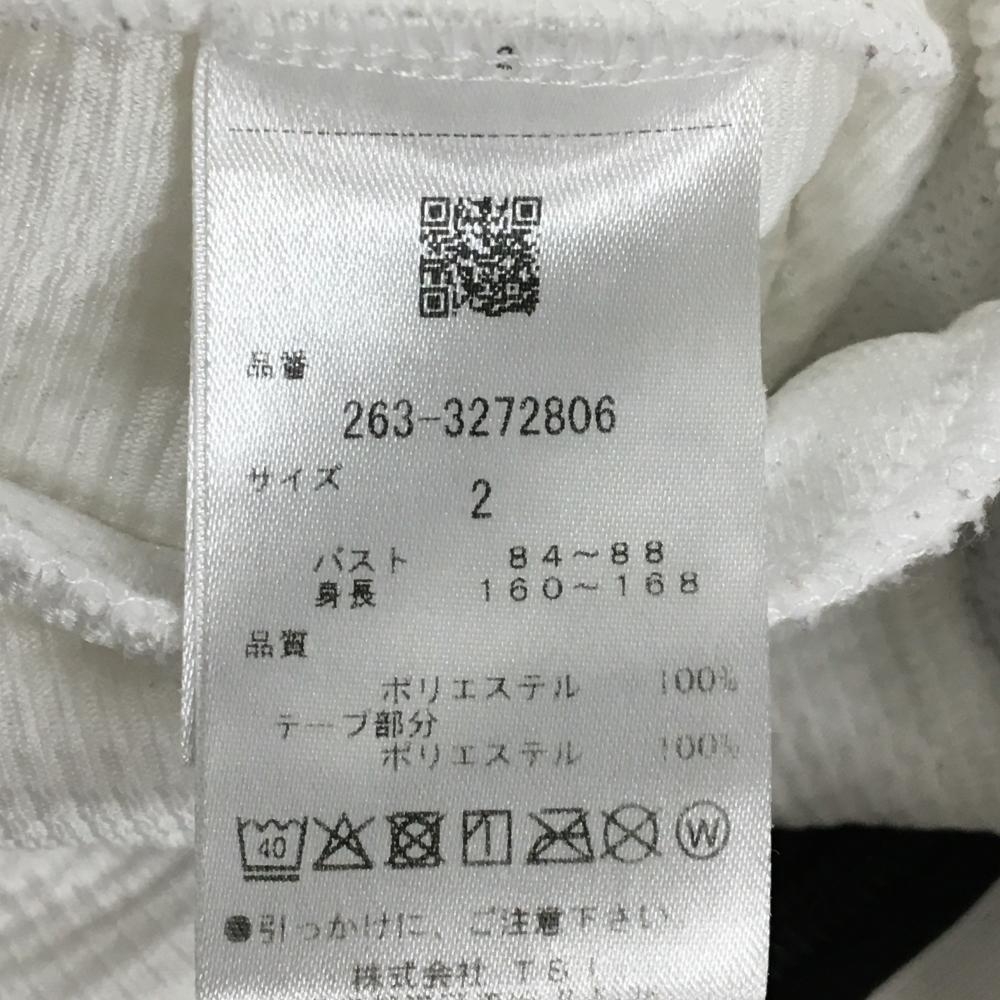 品番
263-3272806
サイズ 2
バスト 84～88
身長 160～168
品質
ポリエステル 100%
テープ部分
ポリエステル 100%
40 W
●引っかけに、ご注意下さい
株式会社 TSI